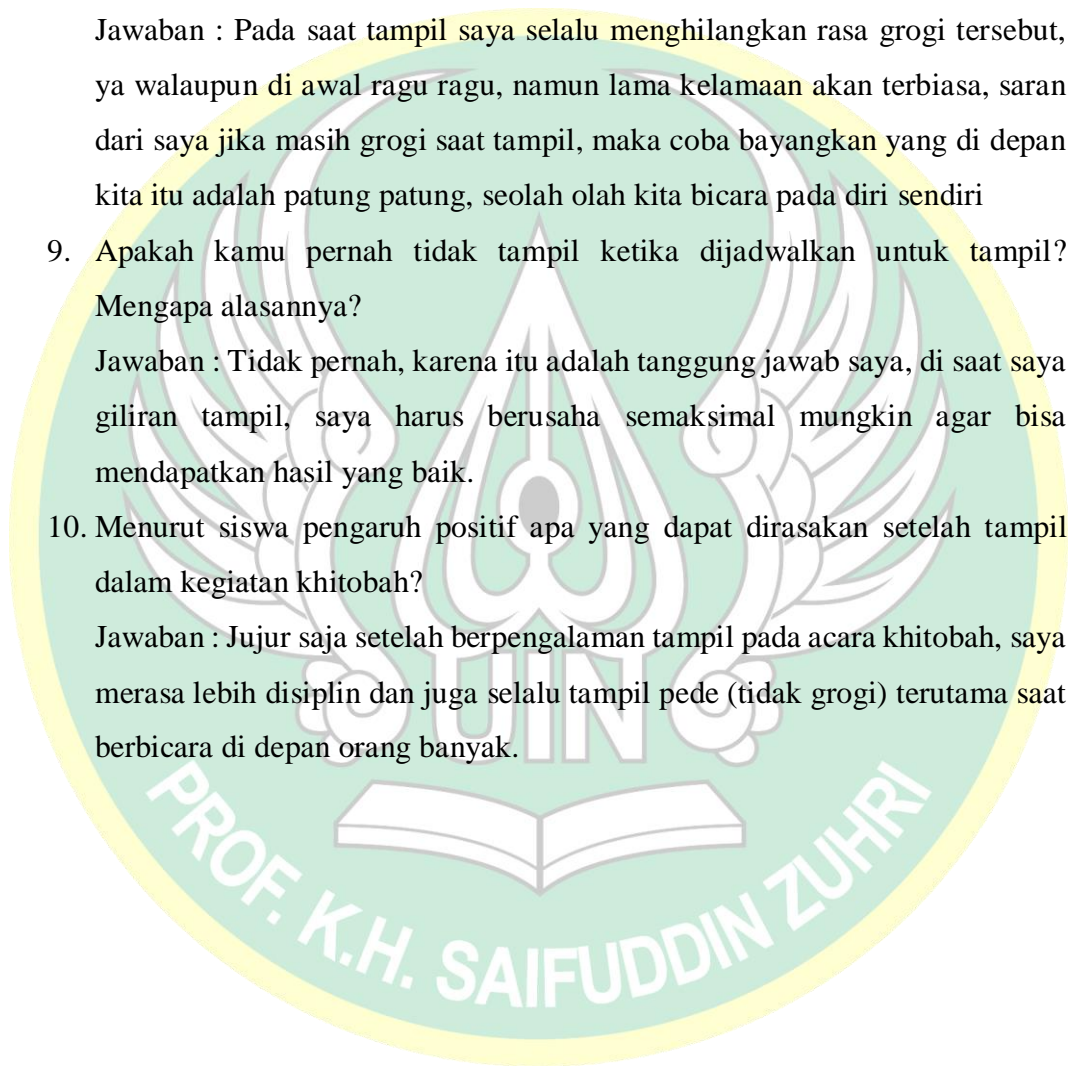 Jawaban : Pada saat tampil saya selalu menghilangkan rasa grogi tersebut,
ya walaupun di awal ragu ragu, namun lama kelamaan akan terbiasa, saran
dari saya jika masih grogi saat tampil, maka coba bayangkan yang di depan
kita itu adalah patung patung, seolah olah kita bicara pada diri sendiri
9. Apakah kamu pernah tidak tampil ketika dijadwalkan untuk tampil?
Mengapa alasannya?
Jawaban : Tidak pernah, karena itu adalah tanggung jawab saya, di saat saya
giliran tampil, saya harus berusaha semaksimal mungkin agar bisa
mendapatkan hasil yang baik.
10. Menurut siswa pengaruh positif apa yang dapat dirasakan setelah tampil
dalam kegiatan khitobah?
Jawaban : Jujur saja setelah berpengalaman tampil pada acara khitobah, saya
merasa lebih disiplin dan juga selalu tampil pede (tidak grogi) terutama saat
berbicara di depan orang banyak.
UIN
PROF. K.H. SAIFUDDIN ZUHRI